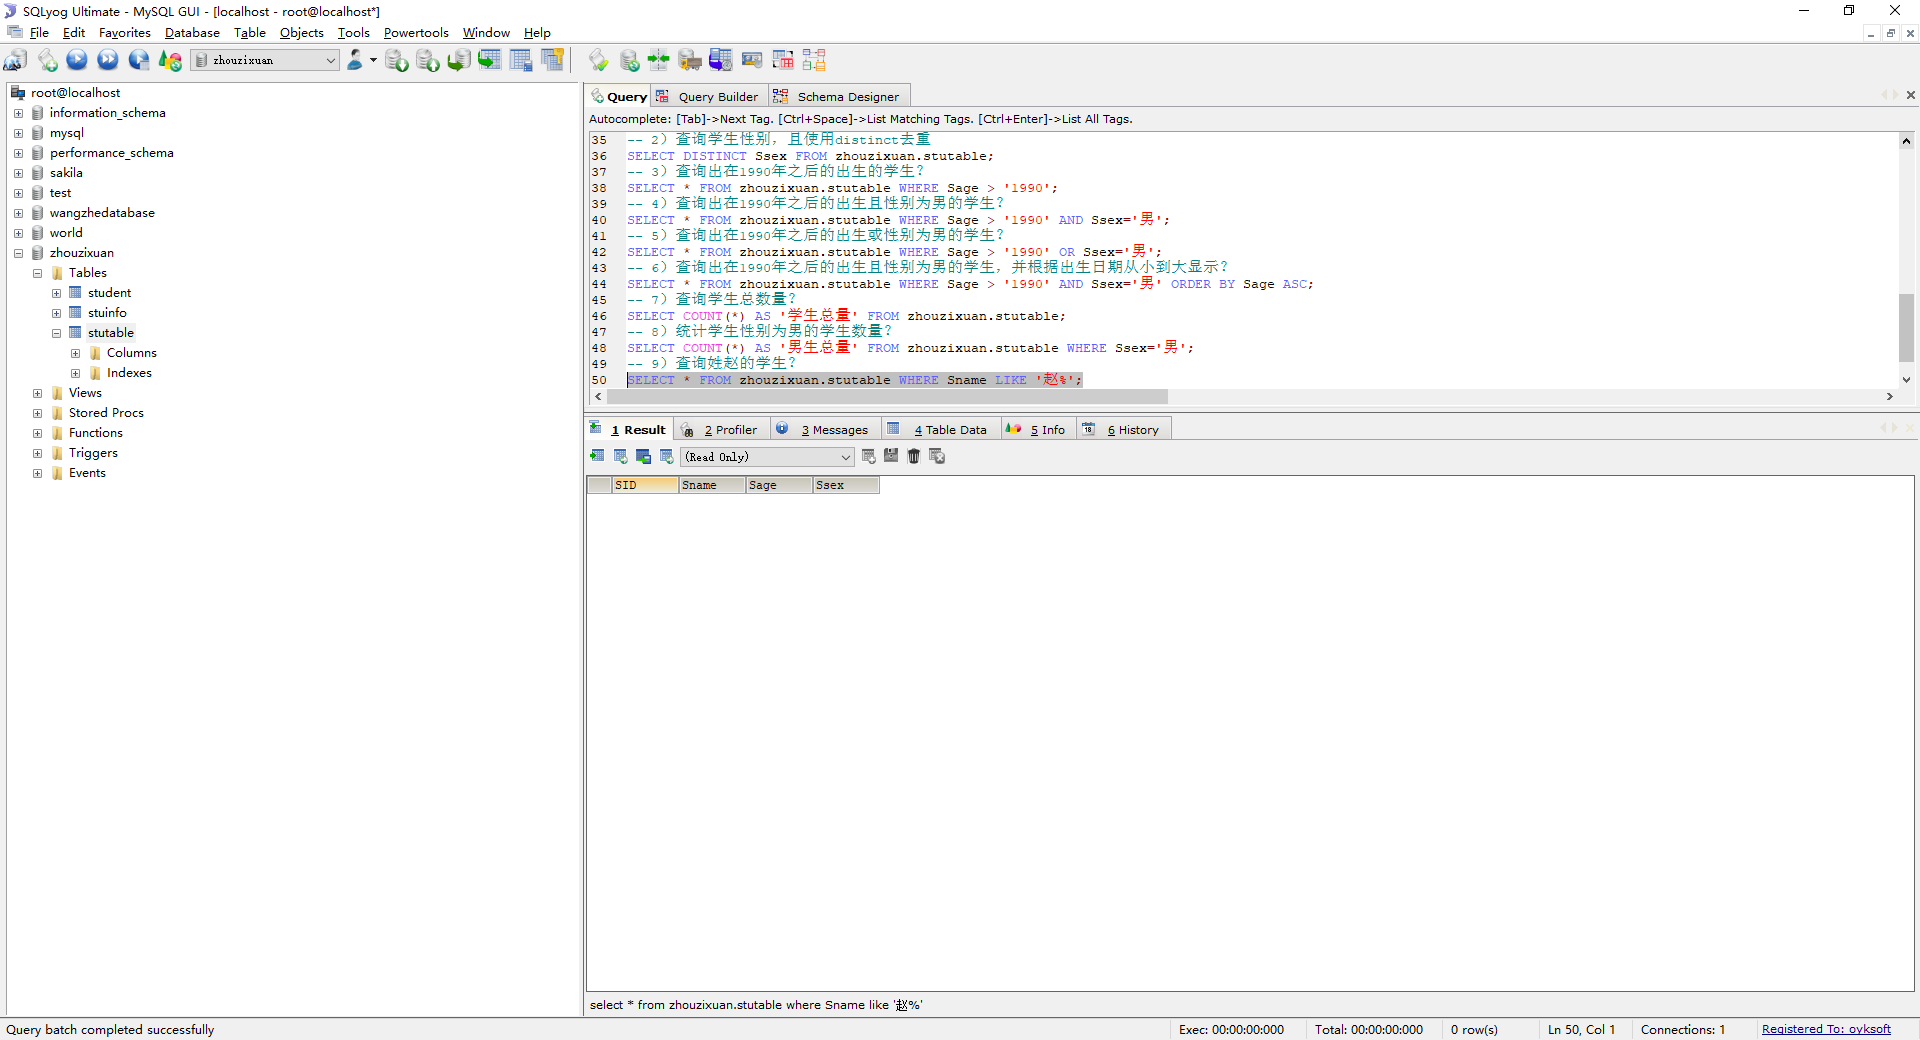 SQLyog Ultimate - MySQL GUI - [localhost - root@localhost*]
File Edit Favorites Database Table Objects Tools Powertools Window Help
zhouzixuan
root@localhost
information_schema
mysql
performance_schema
sakila
test
wangzhedatabase
world
zhouzixuan
Tables
student
stuinfo
stutable
Columns
Indexes
Views
Stored Procs
Functions
Triggers
Events
Query Query Builder Schema Designer
Autocomplete: [Tab]->Next Tag. [Ctrl+Space]->List Matching Tags. [Ctrl+Enter]->List All Tags.
35 -- 2）查询学生性别，且使用distinct去重
36 SELECT DISTINCT Ssex FROM zhouzixuan.stutable;
37 -- 3）查询出在1990年之后的出生的学生？
38 SELECT * FROM zhouzixuan.stutable WHERE Sage > '1990';
39 -- 4）查询出在1990年之后的出生且性别为男的学生？
40 SELECT * FROM zhouzixuan.stutable WHERE Sage > '1990' AND Ssex='男';
41 -- 5）查询出在1990年之后的出生或性别为男的学生？
42 SELECT * FROM zhouzixuan.stutable WHERE Sage > '1990' OR Ssex='男';
43 -- 6）查询出在1990年之后的出生且性别为男的学生，并根据出生日期从小到大显示？
44 SELECT * FROM zhouzixuan.stutable WHERE Sage > '1990' AND Ssex='男' ORDER BY Sage ASC;
45 -- 7）查询学生总数量？
46 SELECT COUNT(*) AS '学生总量' FROM zhouzixuan.stutable;
47 -- 8）统计学生性别为男的学生数量？
48 SELECT COUNT(*) AS '男生总量' FROM zhouzixuan.stutable WHERE Ssex='男';
49 -- 9）查询姓赵的学生？
50 SELECT * FROM zhouzixuan.stutable WHERE Sname LIKE '赵%';
1 Result 2 Profiler 3 Messages 4 Table Data 5 Info 18 6 History
(Read Only)
SID Sname Sage Ssex
select * from zhouzixuan.stutable where Sname like '赵%'
Query batch completed successfully Exec: 00:00:00:000 Total: 00:00:00:000 0 row(s) Ln 50, Col 1 Connections: 1 Registered To: ovksoft